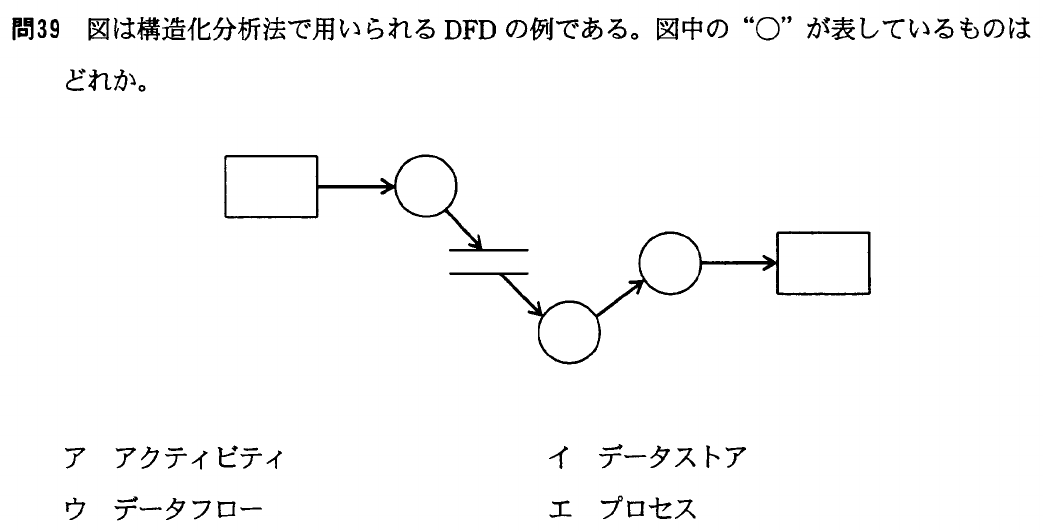 問39 図は構造化分析法で用いられる DFD の例である。図中の“○”が表しているものは
どれか。
ア アクティビティ イ データストア
ウ データフロー エ プロセス